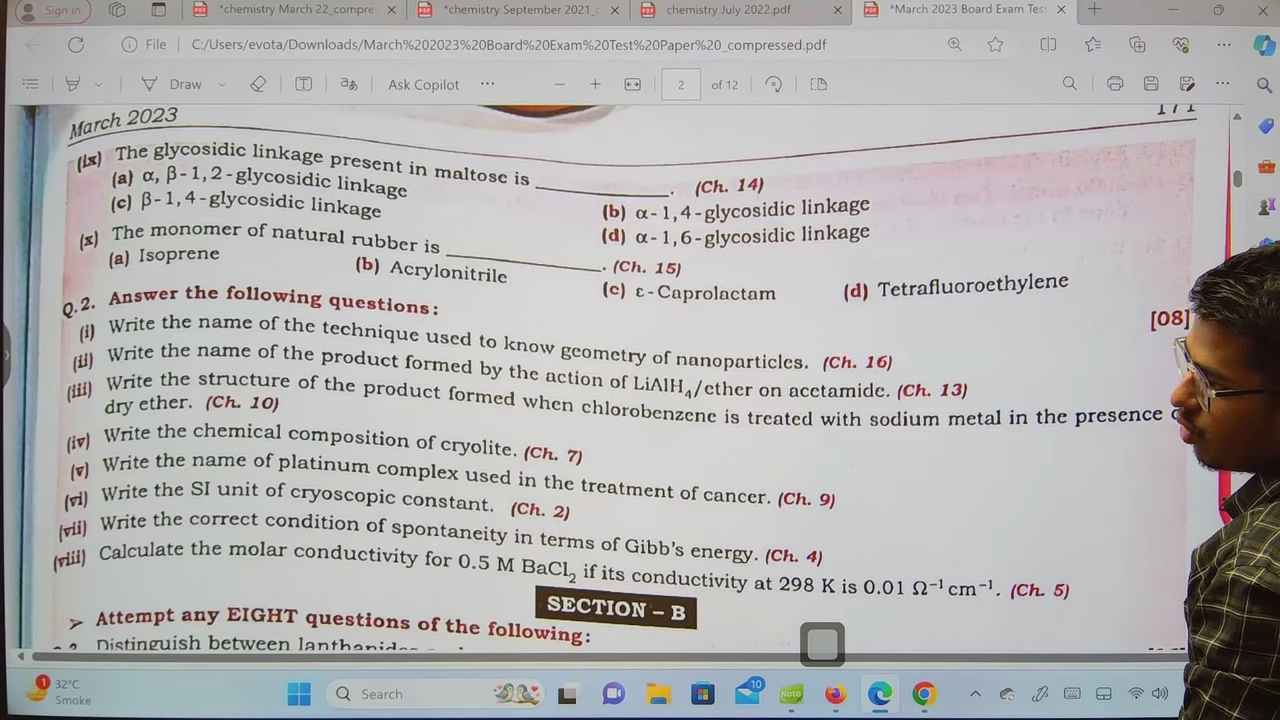 Sign in
*chemistry March 22_compre
*chemistry September 2021_c
chemistry July 2022.pdf
*March 2023 Board Exam Test
File
C:/Users/evota/Downloads/March%202023%20Board%20Exam%20Test%20Paper%20_compressed.pdf
Draw
Ask Copilot
2 of 12
March 2023
171
(ix) The glycosidic linkage present in maltose is ________. (Ch. 14)
(a) α, β-1,2-glycosidic linkage
(b) α-1,4-glycosidic linkage
(c) β-1,4-glycosidic linkage
(d) α-1,6-glycosidic linkage
(x) The monomer of natural rubber is ________. (Ch. 15)
(a) Isoprene (b) Acrylonitrile (c) ε-Caprolactam (d) Tetrafluoroethylene
Q.2. Answer the following questions: [08]
(i) Write the name of the technique used to know geometry of nanoparticles. (Ch. 16)
(ii) Write the name of the product formed by the action of LiAlH₄/ether on acetamide. (Ch. 13)
(iii) Write the structure of the product formed when chlorobenzene is treated with sodium metal in the presence
dry ether. (Ch. 10)
(iv) Write the chemical composition of cryolite. (Ch. 7)
(v) Write the name of platinum complex used in the treatment of cancer. (Ch. 9)
(vi) Write the SI unit of cryoscopic constant. (Ch. 2)
(vii) Write the correct condition of spontaneity in terms of Gibb's energy. (Ch. 4)
(viii) Calculate the molar conductivity for 0.5 M BaCl₂ if its conductivity at 298 K is 0.01 Ω⁻¹cm⁻¹. (Ch. 5)
SECTION – B
➤ Attempt any EIGHT questions of the following:
Distinguish between lanthanides
1
32°C
Smoke
Search
10